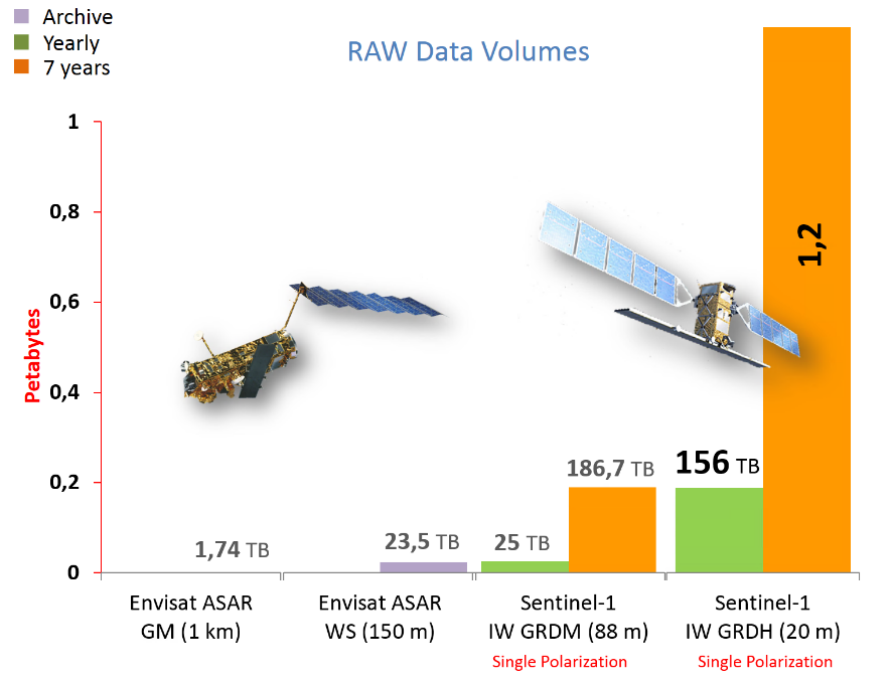 Archive
Yearly
7 years
RAW Data Volumes
Petabytes
1
0,8
0,6
0,4
0,2
0
1,74 TB
23,5 TB
25 TB
186,7 TB
156 TB
1,2
Envisat ASAR
GM (1 km)
Envisat ASAR
WS (150 m)
Sentinel-1
IW GRDM (88 m)
Single Polarization
Sentinel-1
IW GRDH (20 m)
Single Polarization